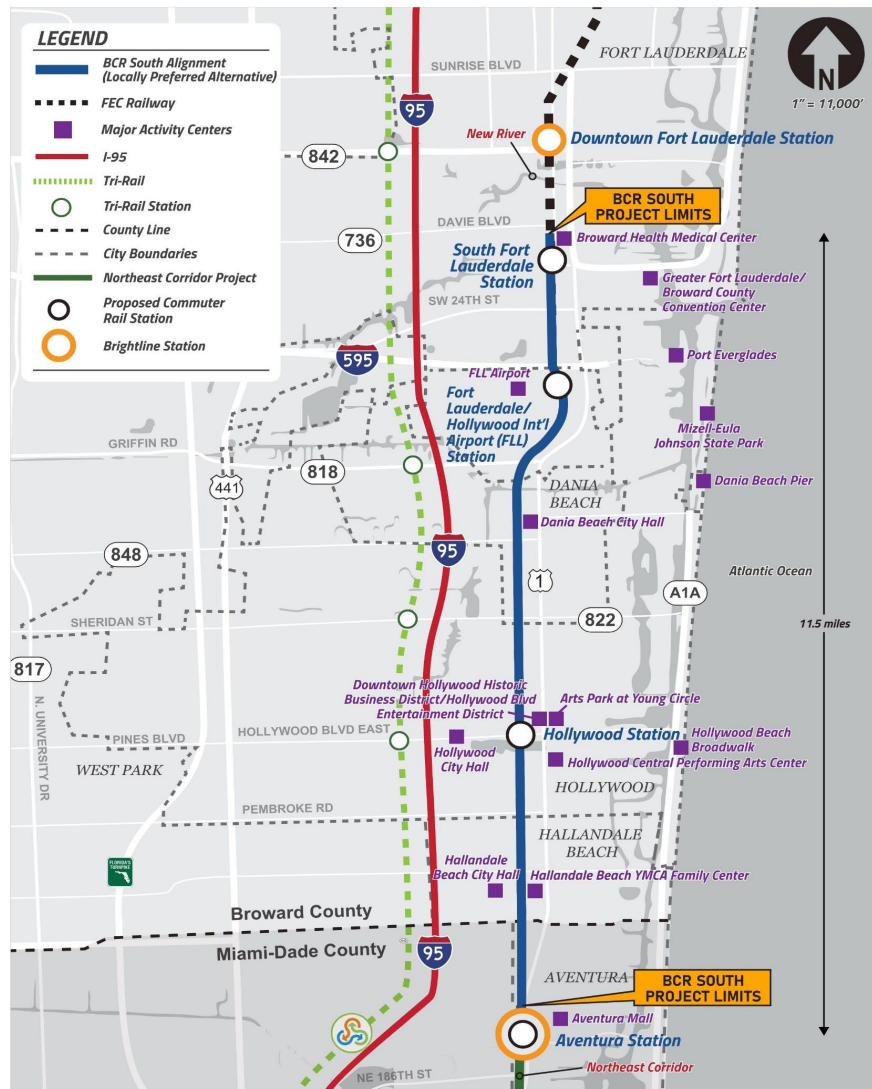 LEGEND
BCR South Alignment
(Locally Preferred Alternative)
FEC Railway
Major Activity Centers
I-95
Tri-Rail
Tri-Rail Station
County Line
City Boundaries
Northeast Corridor Project
Proposed Commuter
Rail Station
Brightline Station
FORT LAUDERDALE
N
1" = 11,000'
SUNRISE BLVD
95
New River
Downtown Fort Lauderdale Station
842
BCR SOUTH
PROJECT LIMITS
DAVIE BLVD
736
Broward Health Medical Center
South Fort
Lauderdale
Station
Greater Fort Lauderdale/
Broward County
Convention Center
SW 24TH ST
595
Port Everglades
FLL Airport
Fort
Lauderdale/
Hollywood Int'l
Airport (FLL)
Station
Mizell-Eula
Johnson State Park
GRIFFIN RD
818
441
DANIA
BEACH
Dania Beach Pier
Dania Beach City Hall
95
848
1
Atlantic Ocean
A1A
SHERIDAN ST
822
11.5 miles
817
N. UNIVERSITY DR
Downtown Hollywood Historic
Business District/Hollywood Blvd
Entertainment District
Arts Park at Young Circle
PINES BLVD
HOLLYWOOD BLVD EAST
Hollywood Station
Hollywood Beach
Broadwalk
Hollywood
City Hall
Hollywood Central Performing Arts Center
WEST PARK
HOLLYWOOD
PEMBROKE RD
HALLANDALE
BEACH
FLORIDA'S
TURNPIKE
Hallandale
Beach City Hall
Hallandale Beach YMCA Family Center
Broward County
Miami-Dade County
95
AVENTURA
BCR SOUTH
PROJECT LIMITS
Aventura Mall
Aventura Station
NE 186TH ST
Northeast Corridor